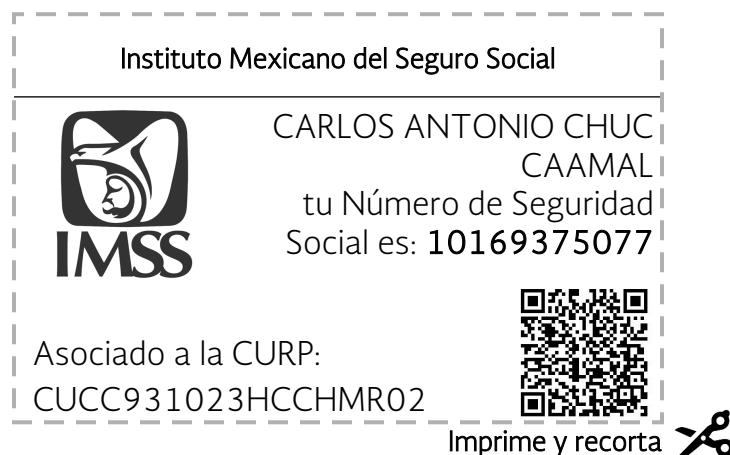 Instituto Mexicano del Seguro Social
CARLOS ANTONIO CHUC
CAAMAL
tu Número de Seguridad
Social es: 10169375077
IMSS
Asociado a la CURP:
CUCC931023HCCHMR02
Imprime y recorta